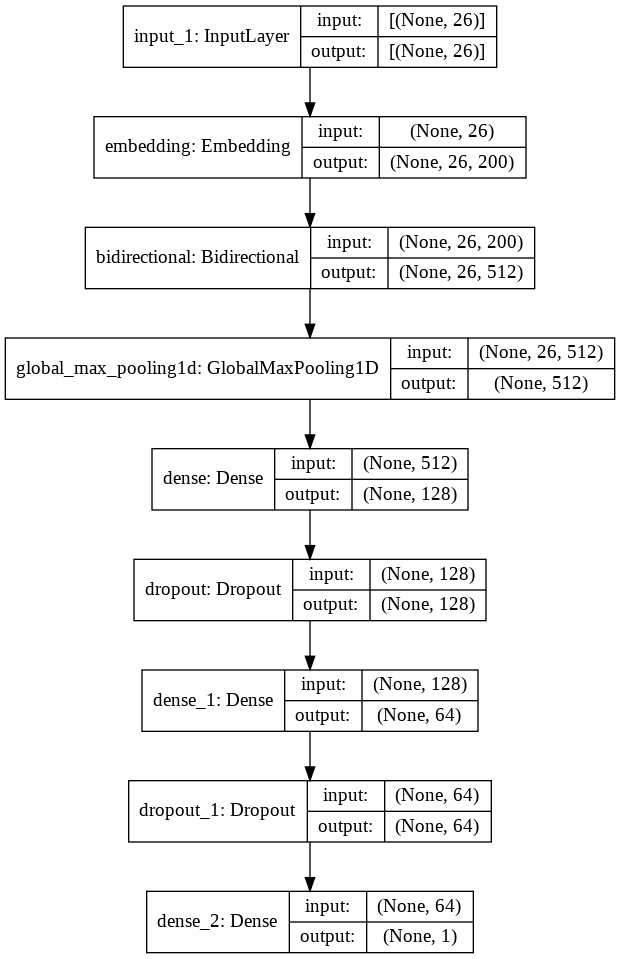 input_1: InputLayer
input: [(None, 26)]
output: [(None, 26)]
embedding: Embedding
input: (None, 26)
output: (None, 26, 200)
bidirectional: Bidirectional
input: (None, 26, 200)
output: (None, 26, 512)
global_max_pooling1d: GlobalMaxPooling1D
input: (None, 26, 512)
output: (None, 512)
dense: Dense
input: (None, 512)
output: (None, 128)
dropout: Dropout
input: (None, 128)
output: (None, 128)
dense_1: Dense
input: (None, 128)
output: (None, 64)
dropout_1: Dropout
input: (None, 64)
output: (None, 64)
dense_2: Dense
input: (None, 64)
output: (None, 1)